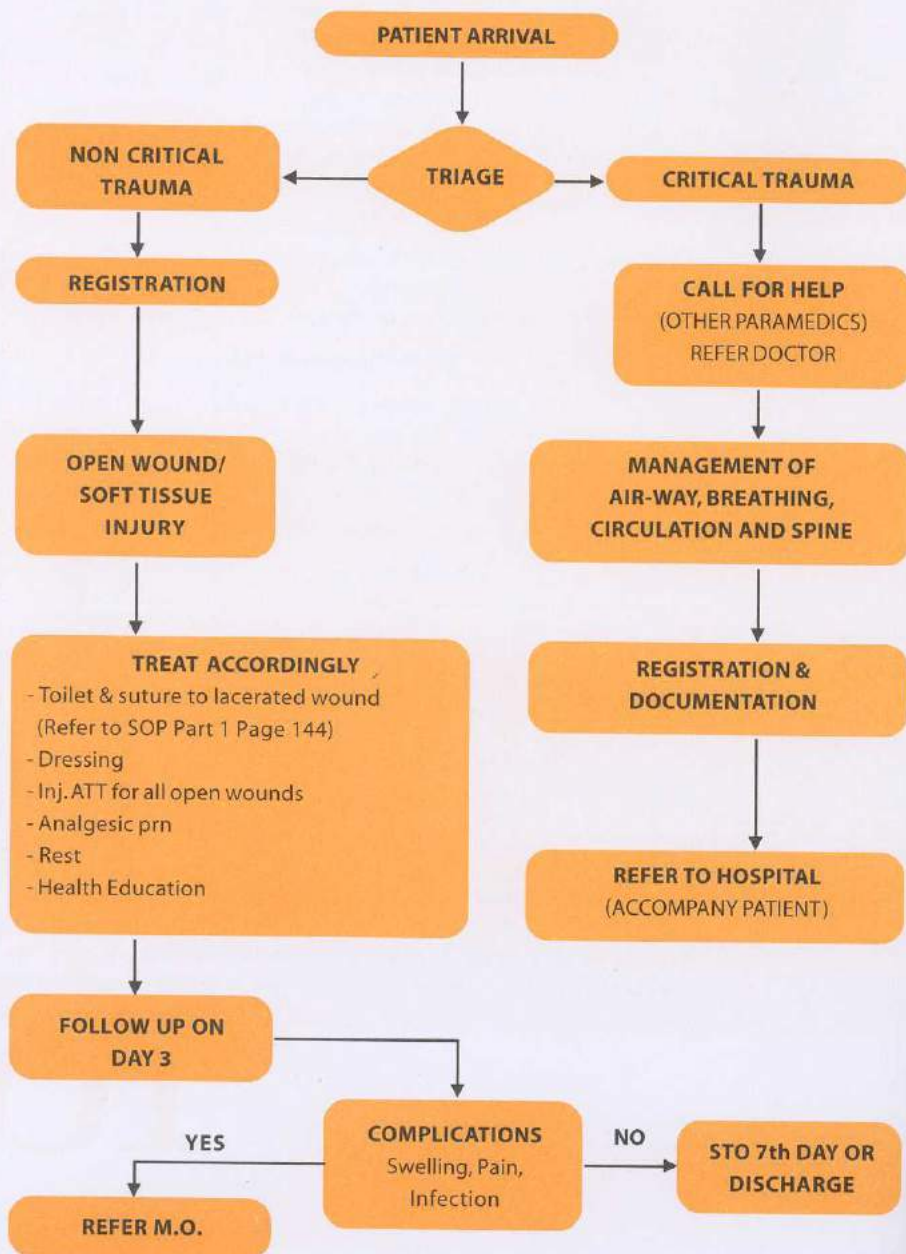 PATIENT ARRIVAL
TRIAGE
NON CRITICAL
TRAUMA
CRITICAL TRAUMA
REGISTRATION
CALL FOR HELP
(OTHER PARAMEDICS)
REFER DOCTOR
OPEN WOUND/
SOFT TISSUE
INJURY
MANAGEMENT OF
AIR-WAY, BREATHING,
CIRCULATION AND SPINE
TREAT ACCORDINGLY
- Toilet & suture to lacerated wound
(Refer to SOP Part 1 Page 144)
- Dressing
- Inj. ATT for all open wounds
- Analgesic prn
- Rest
- Health Education
REGISTRATION &
DOCUMENTATION
REFER TO HOSPITAL
(ACCOMPANY PATIENT)
FOLLOW UP ON
DAY 3
COMPLICATIONS
Swelling, Pain,
Infection
YES
NO
REFER M.O.
STO 7th DAY OR
DISCHARGE